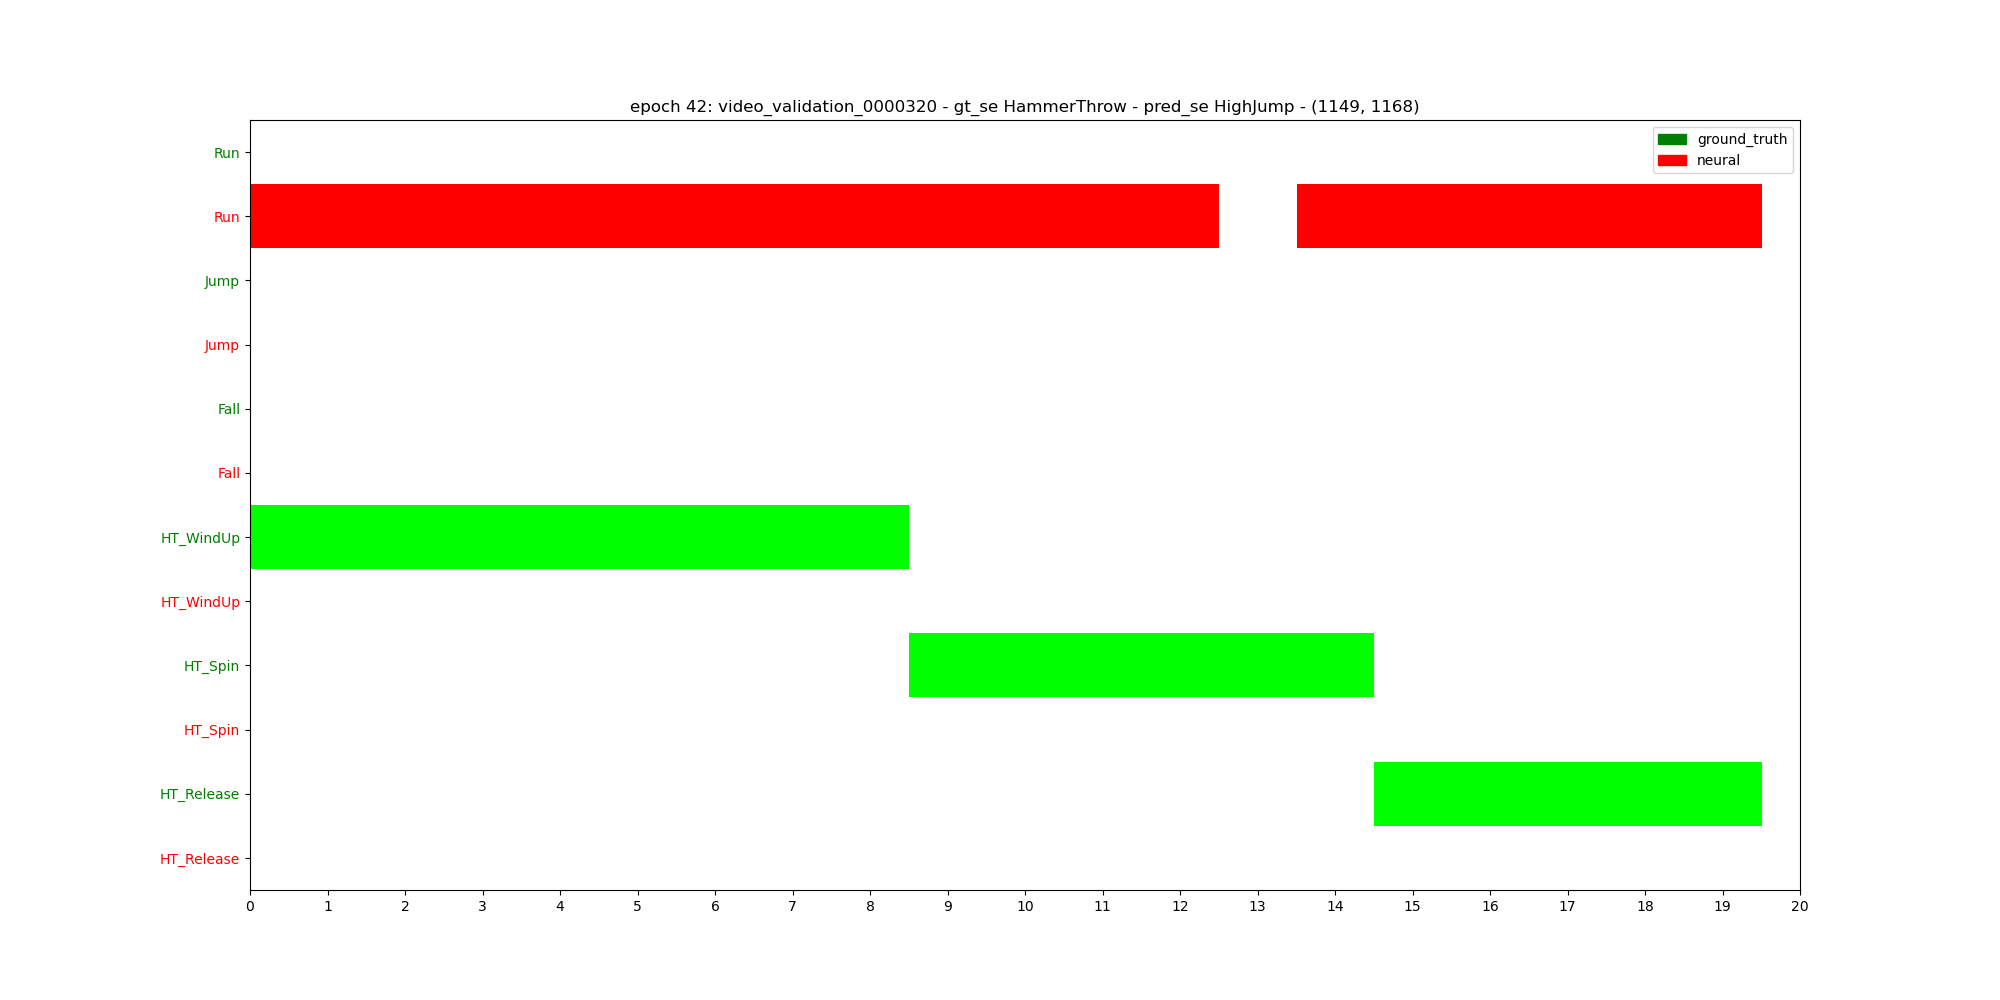 epoch 42: video_validation_0000320 - gt_se HammerThrow - pred_se HighJump - (1149, 1168)
ground_truth
neural
Run
Run
Jump
Jump
Fall
Fall
HT_WindUp
HT_WindUp
HT_Spin
HT_Spin
HT_Release
HT_Release
0 1 2 3 4 5 6 7 8 9 10 11 12 13 14 15 16 17 18 19 20